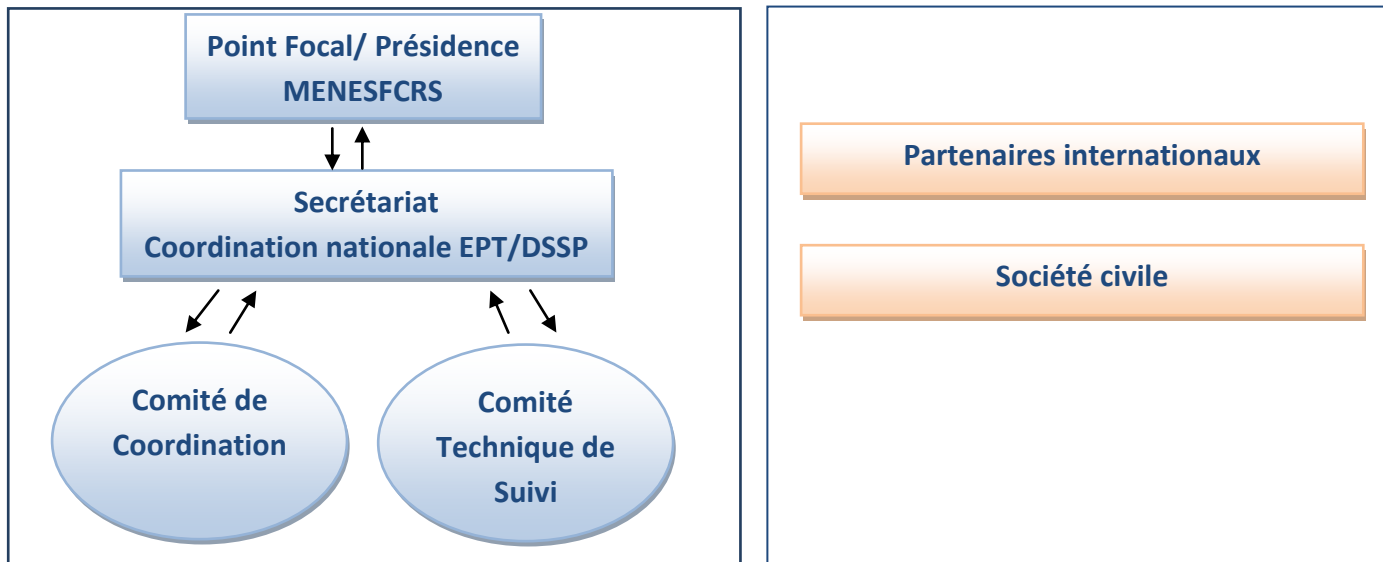 Point Focal/ Présidence
MENESFCRS
Secrétariat
Coordination nationale EPT/DSSP
Comité de
Coordination
Comité
Technique de
Suivi
Partenaires internationaux
Société civile